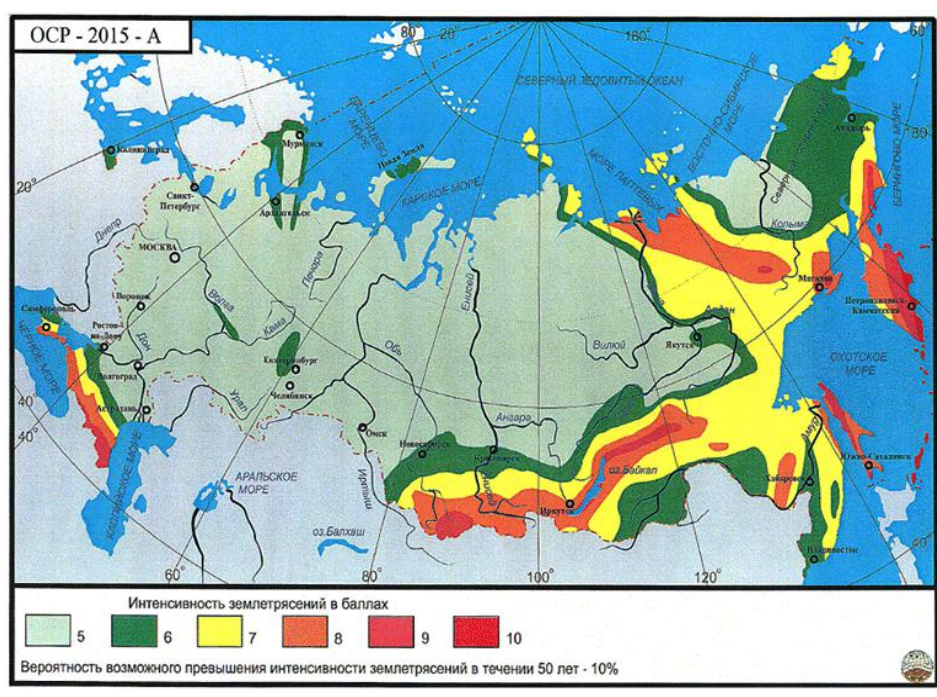 ОСР - 2015 - А
80°
20°
180°
60°
СЕВЕРНЫЙ ЛЕДОВИТЫЙ ОКЕАН
ВОСТОЧНО-СИБИРСКОЕ
МОРЕ
БЕРИНГОВО МОРЕ
Анадырь
Калининград
Мурманск
БАРЕНЦЕВО
МОРЕ
Новая Земля
МОРЕ ЛАПТЕВЫХ
КАРСКОЕ МОРЕ
20°
Санкт-
Петербург
Архангельск
Днепр
МОСКВА
Печора
Енисей
Колыма
Магадан
Петропавловск-
Камчатский
Воронеж
Волга
Симферополь
Ростов-
на-Дону
Дон
Кама
Обь
Вилюй
Алдан
Якутск
ОХОТСКОЕ
МОРЕ
ЧЕРНОЕ МОРЕ
Екатеринбург
Волгоград
Челябинск
Урал
40°
Астрахань
Ангара
Амур
40°
Омск
Новосибирск
Красноярск
оз.Байкал
Южно-Сахалинск
КАСПИЙСКОЕ МОРЕ
АРАЛЬСКОЕ
МОРЕ
Иртыш
Иркутск
Хабаровск
оз.Балхаш
Владивосток
40°
60°
80°
100°
120°
Интенсивность землетрясений в баллах
5 6 7 8 9 10
Вероятность возможного превышения интенсивности землетрясений в течении 50 лет - 10%